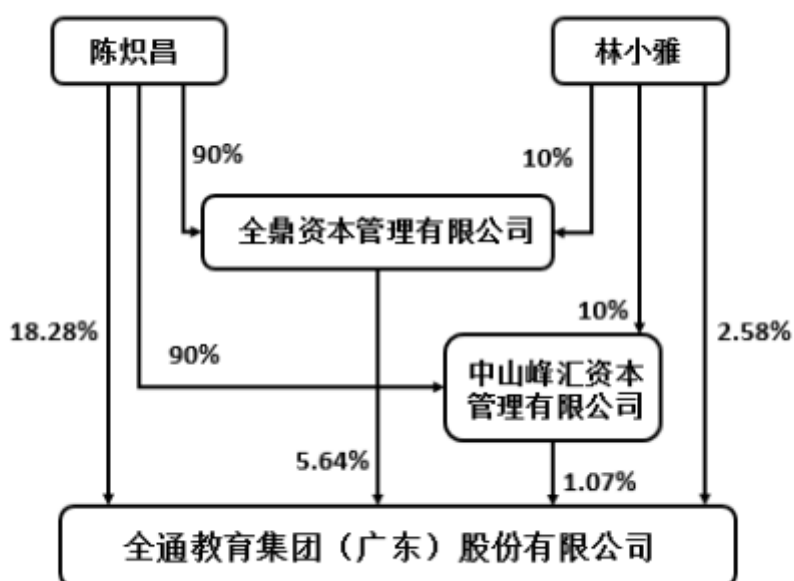 陈炽昌
林小雅
90%
10%
全鼎资本管理有限公司
18.28%
10%
2.58%
90%
中山峰汇资本
管理有限公司
5.64%
1.07%
全通教育集团（广东）股份有限公司